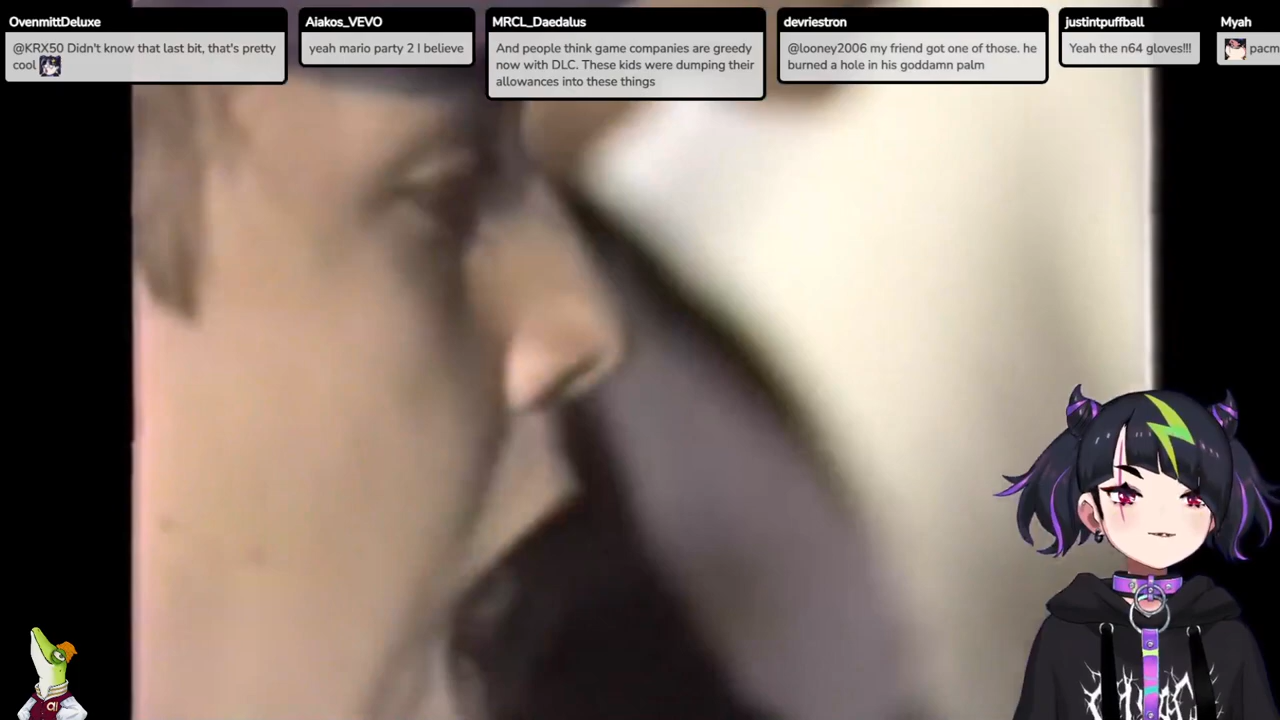 OvenmittDeluxe
@KRX50 Didn't know that last bit, that's pretty
cool
Aiakos_VEVO
yeah mario party 2 I believe
MRCL_Daedalus
And people think game companies are greedy
now with DLC. These kids were dumping their
allowances into these things
devriestron
@looney2006 my friend got one of those. he
burned a hole in his goddamn palm
justintpuffball
Yeah the n64 gloves!!!
Myah
pacm